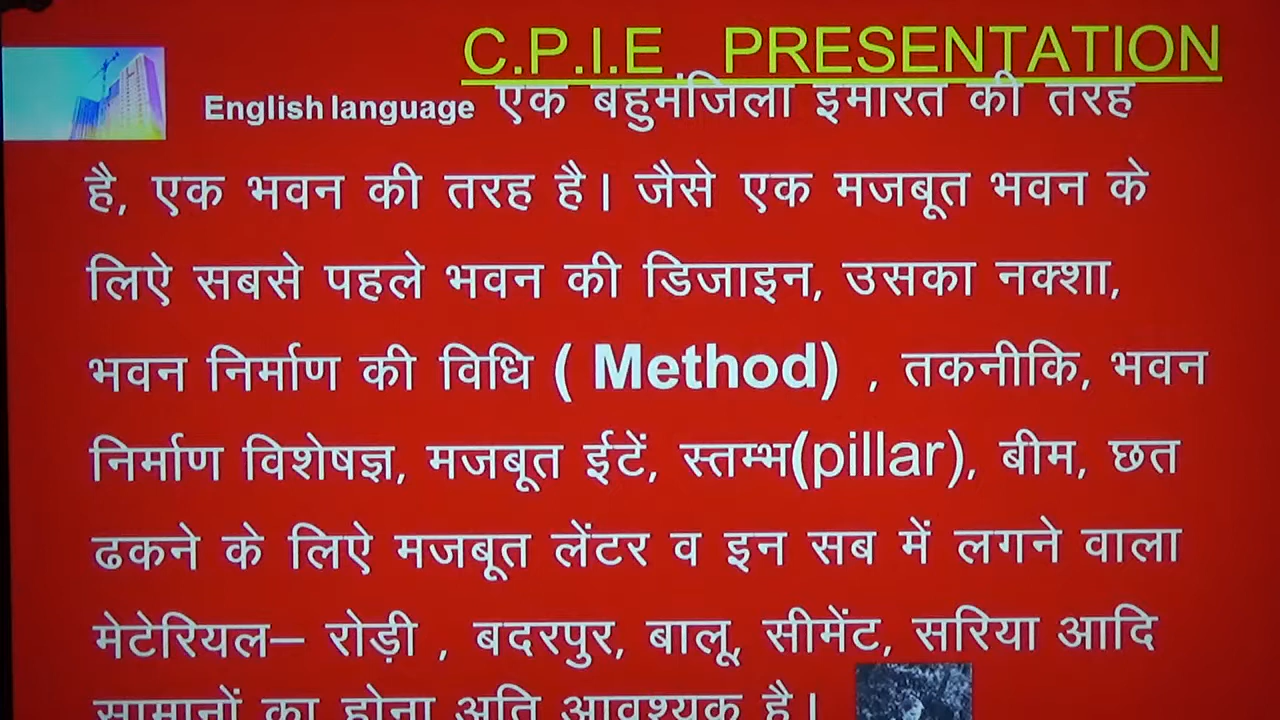 C.P.I.E PRESENTATION
English language एक बहुमंजिला इमारत की तरह
है, एक भवन की तरह है। जैसे एक मजबूत भवन के
लिऐ सबसे पहले भवन की डिजाइन, उसका नक्शा,
भवन निर्माण की विधि ( Method) , तकनीकि, भवन
निर्माण विशेषज्ञ, मजबूत ईटें, स्तम्भ(pillar), बीम, छत
ढकने के लिऐ मजबूत लेंटर व इन सब में लगने वाला
मेटेरियल– रोड़ी , बदरपुर, बालू, सीमेंट, सरिया आदि
सामानों का होना अति आवश्यक है।